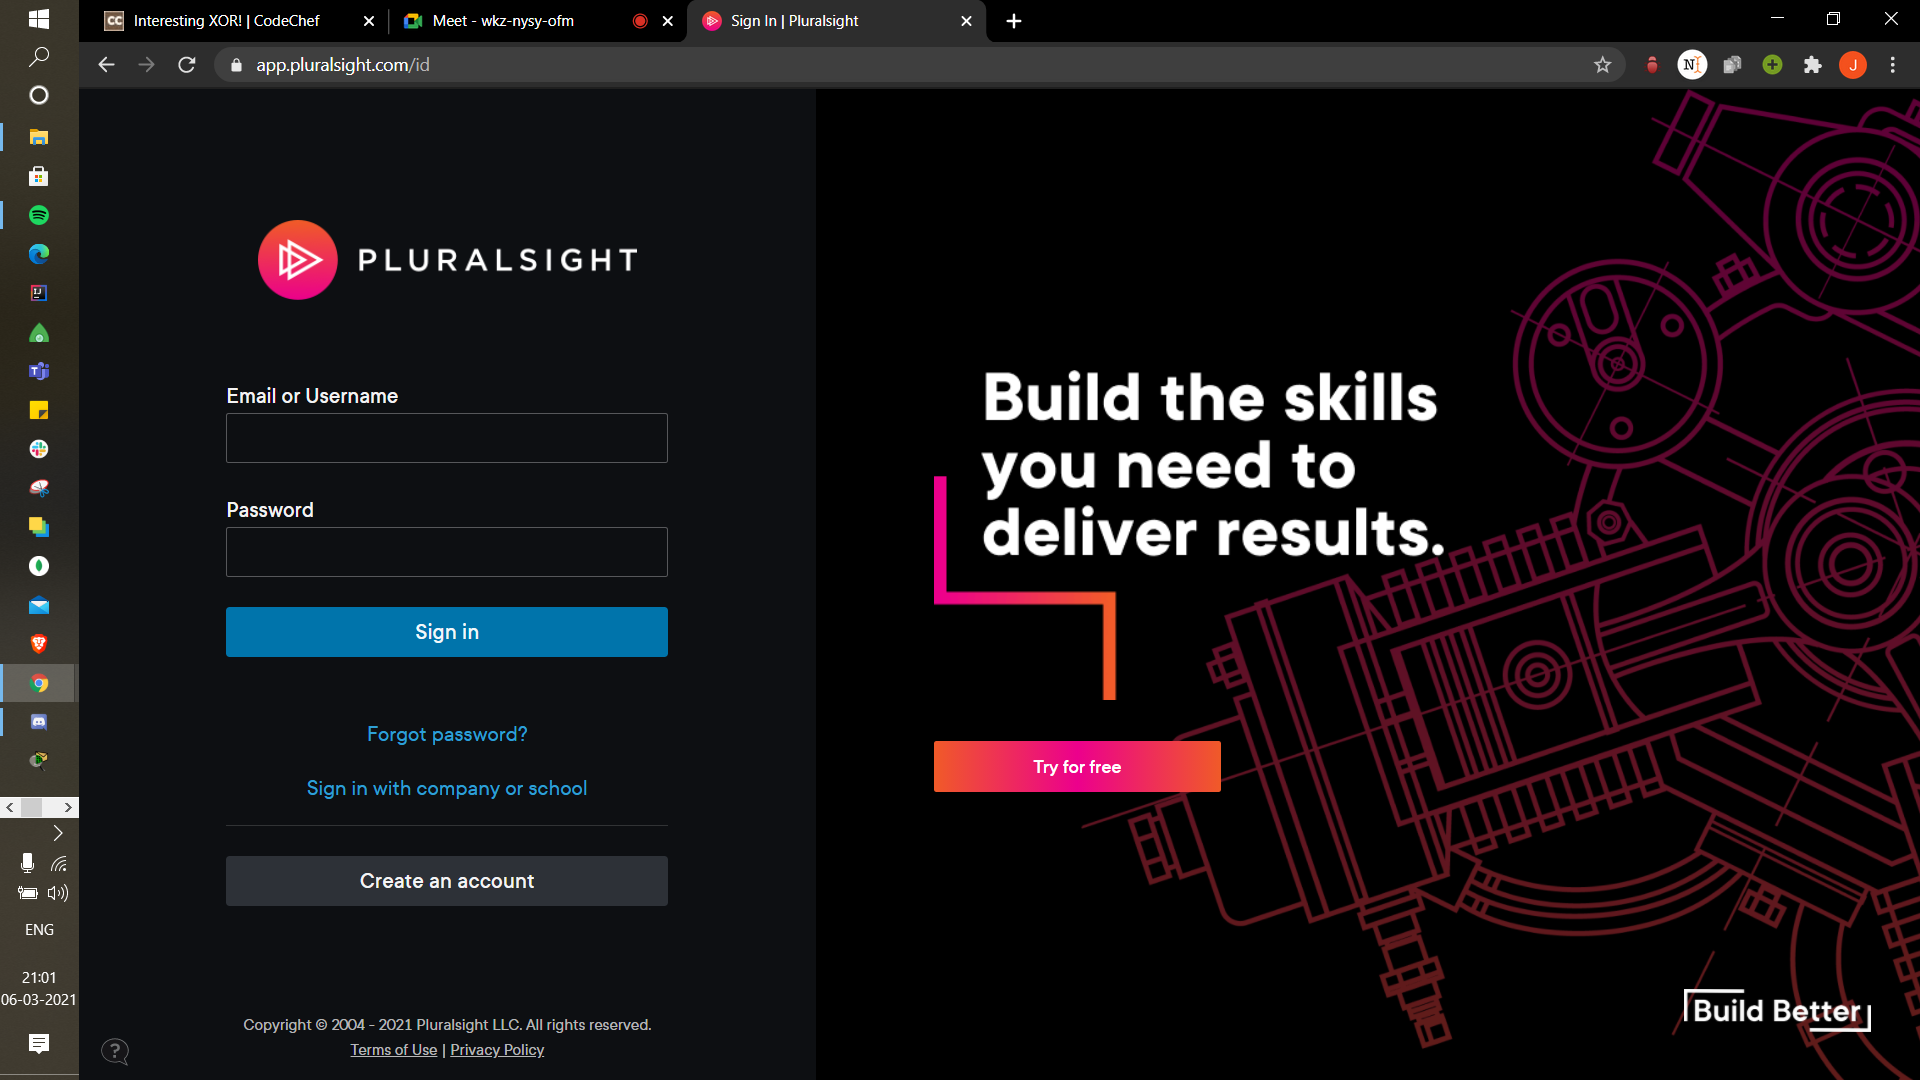 Interesting XOR! | CodeChef
Meet - wkz-nysy-ofm
Sign In | Pluralsight
app.pluralsight.com/id
J
PLURALSIGHT
Email or Username
Password
Sign in
Forgot password?
Sign in with company or school
Create an account
Copyright © 2004 - 2021 Pluralsight LLC. All rights reserved.
Terms of Use | Privacy Policy
Build the skills
you need to
deliver results.
Try for free
Build Better
ENG
21:01
06-03-2021